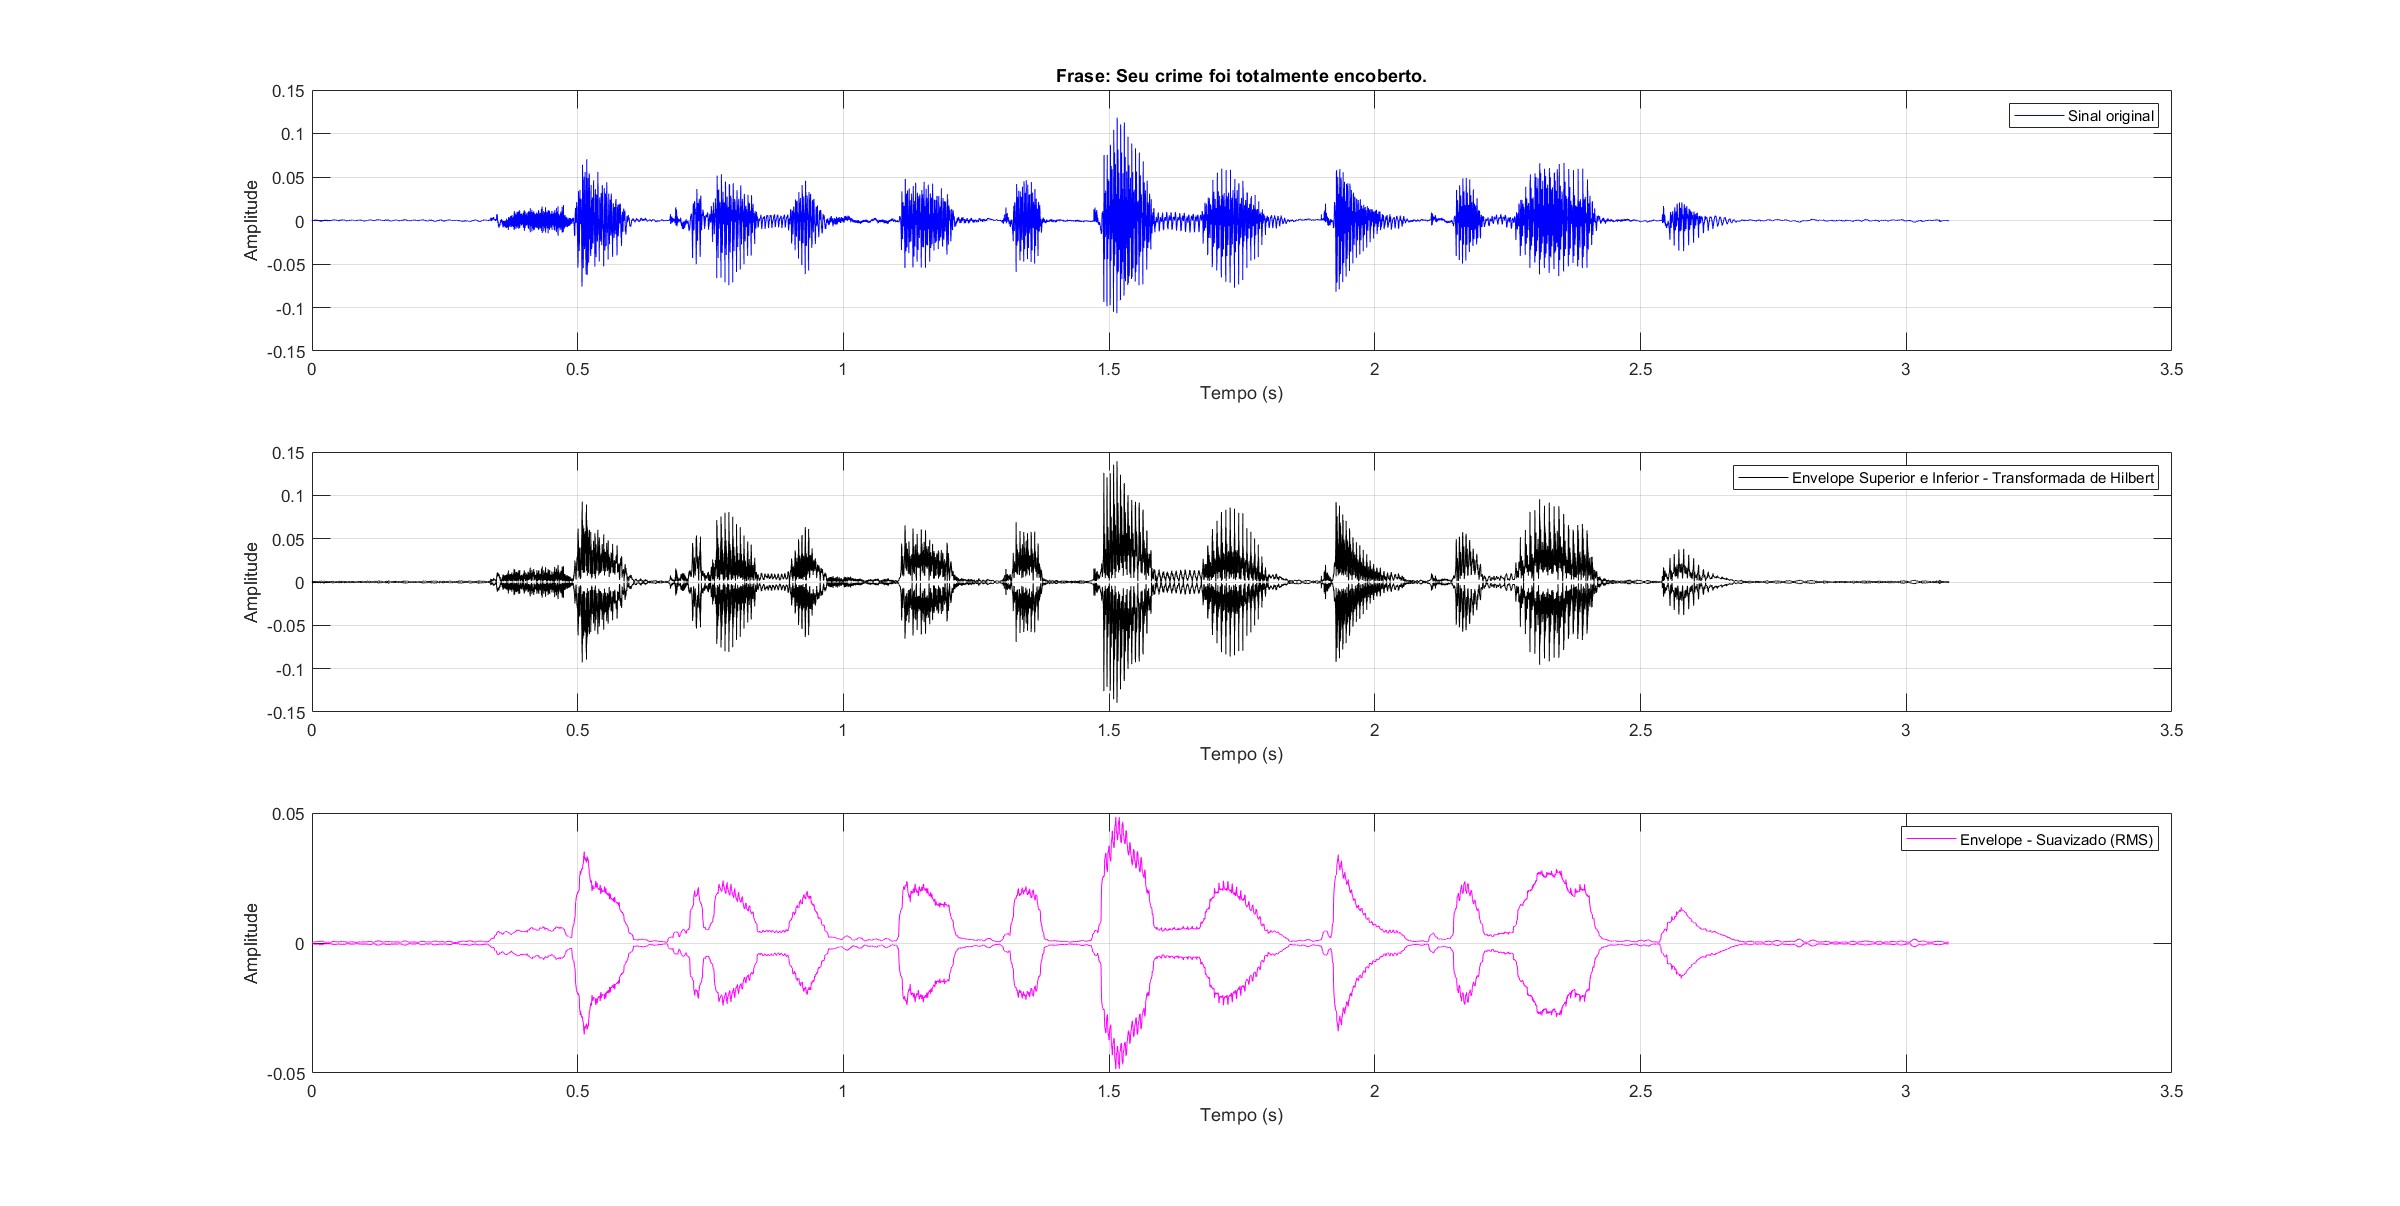 Frase: Seu crime foi totalmente encoberto.
0.15
0.1
0.05
0
-0.05
-0.1
-0.15
Amplitude
Sinal original
0 0.5 1 1.5 2 2.5 3 3.5
Tempo (s)
0.15
0.1
0.05
0
-0.05
-0.1
-0.15
Amplitude
Envelope Superior e Inferior - Transformada de Hilbert
0 0.5 1 1.5 2 2.5 3 3.5
Tempo (s)
0.05
0
-0.05
Amplitude
Envelope - Suavizado (RMS)
0 0.5 1 1.5 2 2.5 3 3.5
Tempo (s)